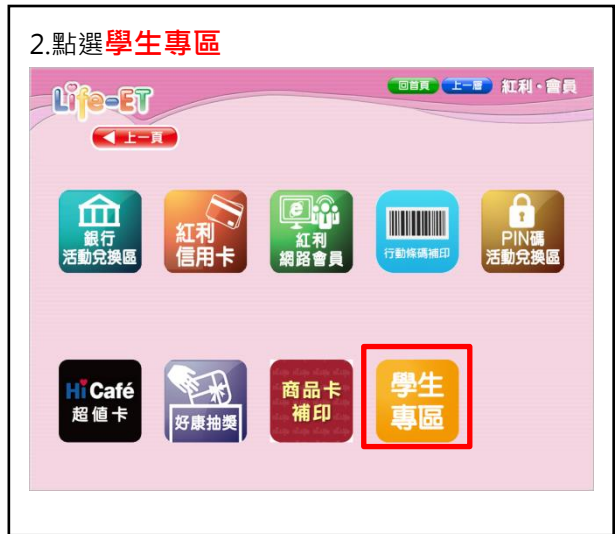 2.點選學生專區
回首頁 上一層 紅利·會員
Life-ET
上一頁
銀行
活動兌換區
紅利
信用卡
e
紅利
網路會員
行動條碼補印
PIN碼
活動兌換區
Hi Café
超值卡
好康抽獎
商品卡
補印
學生
專區